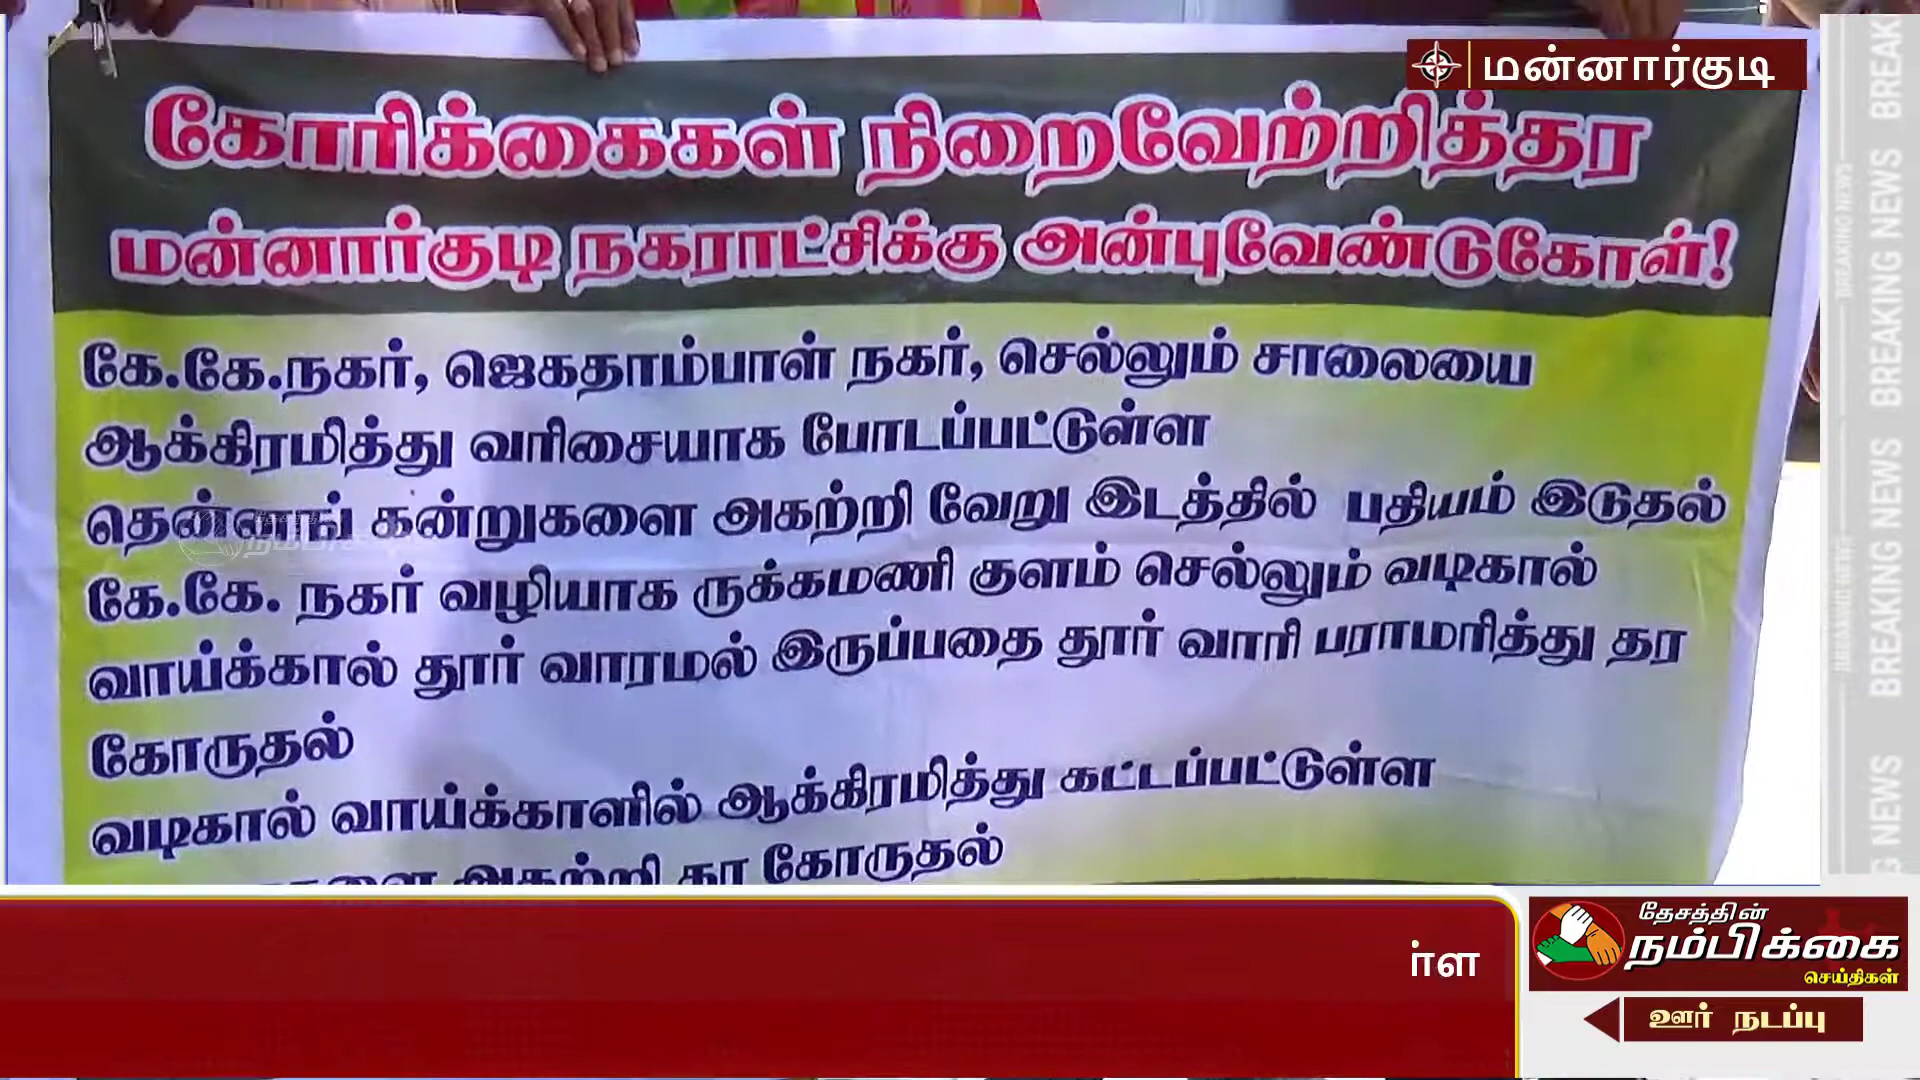 மன்னார்குடி
கோரிக்கைகள் நிறைவேற்றித்தர
மன்னார்குடி நகராட்சிக்கு அன்புவேண்டுகோள்!
கே.கே.நகர், ஜெகதாம்பாள் நகர், செல்லும் சாலையை
ஆக்கிரமித்து வரிசையாக போடப்பட்டுள்ள
தென்னங் கன்றுகளை அகற்றி வேறு இடத்தில் பதியம் இடுதல்
கே.கே. நகர் வழியாக ருக்கமணி குளம் செல்லும் வடிகால்
வாய்க்கால் தூர் வாரமல் இருப்பதை தூர் வாரி பராமரித்து தர
கோருதல்
வடிகால் வாய்க்காலில் ஆக்கிரமித்து கட்டப்பட்டுள்ள
அகற்றி தர கோருதல்
BREAKING NEWS
BREAKING NEWS
BREAKING NEWS
ள்ள
தேசத்தின்
நம்பிக்கை
செய்திகள்
ஊர் நடப்பு